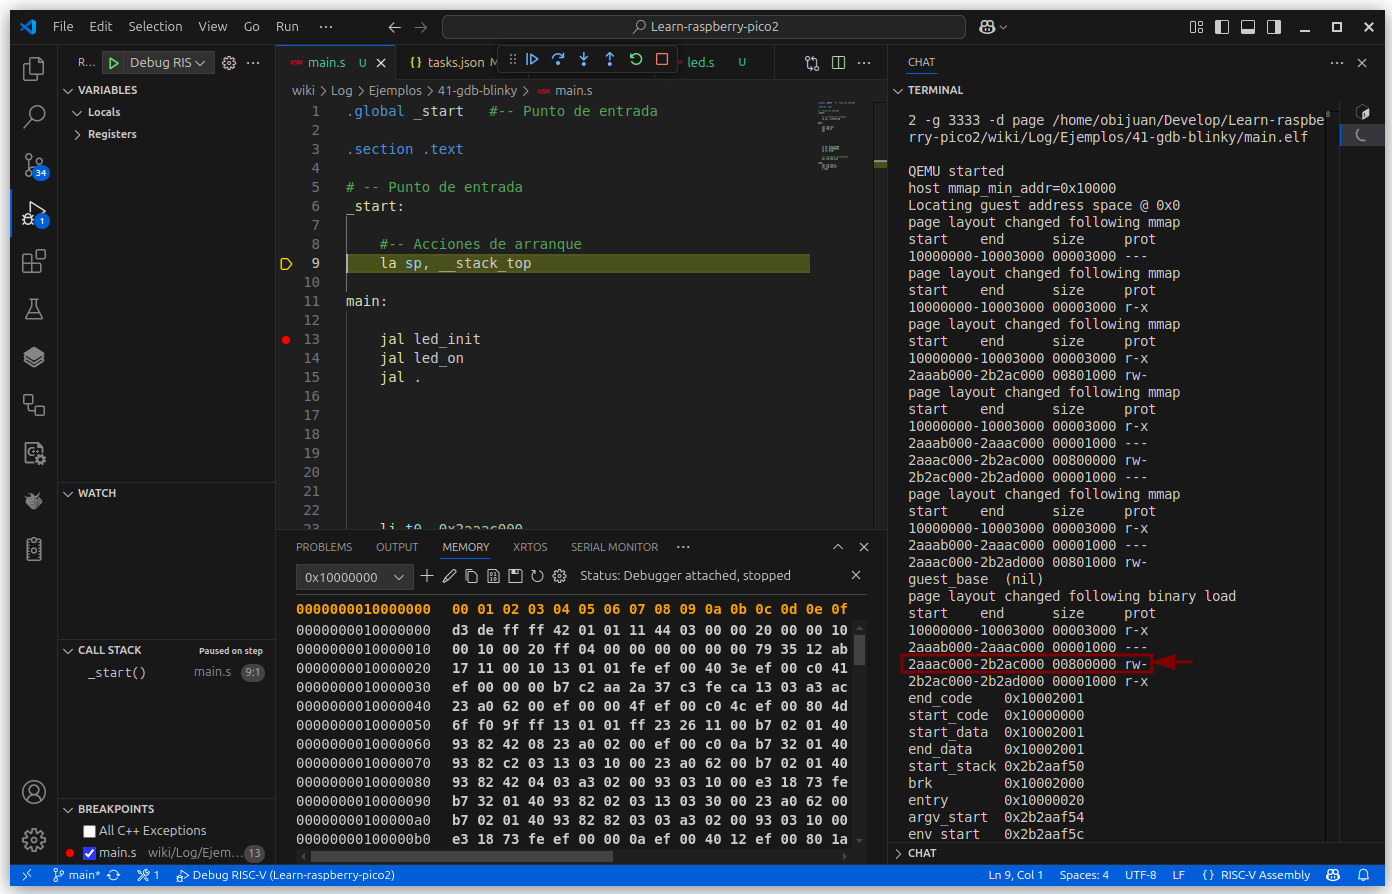 File Edit Selection View Go Run ··· Learn-raspberry-pico2
R... Debug RIS ···
VARIABLES
Locals
Registers
WATCH
CALL STACK Paused on step
_start() main.s 9:1
BREAKPOINTS
All C++ Exceptions
main.s wiki/Log/Ejem... 13
34
1
main.s U
tasks.json M
led.s U
wiki > Log > Ejemplos > 41-gdb-blinky > main.s
1 .global _start #-- Punto de entrada
2
3 .section .text
4
5 # -- Punto de entrada
6 _start:
7
8 #-- Acciones de arranque
9 la sp, __stack_top
10
11 main:
12
13 jal led_init
14 jal led_on
15 jal .
16
17
18
19
20
21
22
23 li t0, 0x2aaac000
PROBLEMS OUTPUT MEMORY XRTOS SERIAL MONITOR ···
0x10000000 Status: Debugger attached, stopped
0000000010000000 00 01 02 03 04 05 06 07 08 09 0a 0b 0c 0d 0e 0f
0000000010000000 d3 de ff ff 42 01 01 11 44 03 00 00 20 00 00 10
0000000010000010 00 10 00 20 ff 04 00 00 00 00 00 00 79 35 12 ab
0000000010000020 17 11 00 10 13 01 01 fe ef 00 40 3e ef 00 c0 41
0000000010000030 ef 00 00 00 b7 c2 aa 2a 37 c3 fe ca 13 03 a3 ac
0000000010000040 23 a0 62 00 ef 00 00 4f ef 00 c0 4c ef 00 80 4d
0000000010000050 6f f0 9f ff 13 01 01 ff 23 26 11 00 b7 02 01 40
0000000010000060 93 82 42 08 23 a0 02 00 ef 00 c0 0a b7 32 01 40
0000000010000070 93 82 c2 03 13 03 10 00 23 a0 62 00 b7 02 01 40
0000000010000080 93 82 42 04 03 a3 02 00 93 03 10 00 e3 18 73 fe
0000000010000090 b7 32 01 40 93 82 02 03 13 03 30 00 23 a0 62 00
00000000100000a0 b7 02 01 40 93 82 82 03 03 a3 02 00 93 03 10 00
00000000100000b0 e3 18 73 fe ef 00 00 0a ef 00 40 12 ef 00 80 1a
CHAT
TERMINAL
2 -g 3333 -d page /home/obijuan/Develop/Learn-raspbe
rry-pico2/wiki/Log/Ejemplos/41-gdb-blinky/main.elf
QEMU started
host mmap_min_addr=0x10000
Locating guest address space @ 0x0
page layout changed following mmap
start end size prot
10000000-10003000 00003000 ---
page layout changed following mmap
start end size prot
10000000-10003000 00003000 r-x
page layout changed following mmap
start end size prot
10000000-10003000 00003000 r-x
2aaab000-2b2ac000 00801000 rw-
page layout changed following mmap
start end size prot
10000000-10003000 00003000 r-x
2aaab000-2aaac000 00001000 ---
2aaac000-2b2ac000 00800000 rw-
2b2ac000-2b2ad000 00001000 ---
page layout changed following mmap
start end size prot
10000000-10003000 00003000 r-x
2aaab000-2aaac000 00001000 ---
2aaac000-2b2ad000 00801000 rw-
guest_base (nil)
page layout changed following binary load
start end size prot
10000000-10003000 00003000 r-x
2aaab000-2aaac000 00001000 ---
2aaac000-2b2ac000 00800000 rw-
2b2ac000-2b2ad000 00001000 r-x
end_code 0x10002001
start_code 0x10000000
start_data 0x10002001
end_data 0x10002001
start_stack 0x2b2aaf50
brk 0x10002000
entry 0x10000020
argv_start 0x2b2aaf54
env_start 0x2b2aaf5c
CHAT
main* 1 Debug RISC-V (Learn-raspberry-pico2) Ln 9, Col 1 Spaces: 4 UTF-8 LF {} RISC-V Assembly